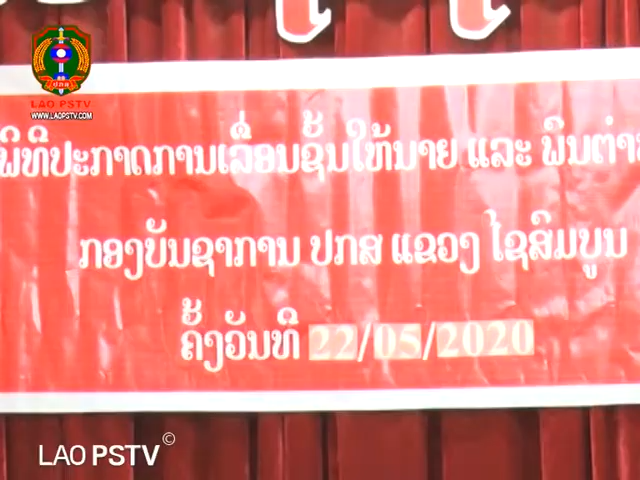 LAO PSTV
WWW.LAOPSTV.COM
ພິທີປະກາດການເລື່ອນຊັ້ນໃຫ້ນາຍ ແລະ ພົນຕຳ
ກອງບັນຊາການ ປກສ ແຂວງ ໄຊສົມບູນ
ຄັ້ງວັນທີ 22/05/2020
LAO PSTV©